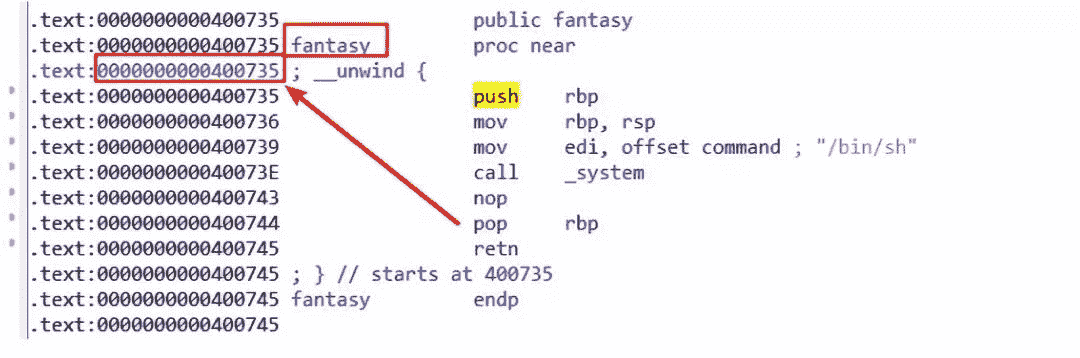 .text:0000000000400735 public fantasy
.text:0000000000400735 fantasy proc near
.text:0000000000400735 ; __unwind {
.text:0000000000400735 push rbp
.text:0000000000400736 mov rbp, rsp
.text:0000000000400739 mov edi, offset command ; "/bin/sh"
.text:000000000040073E call _system
.text:0000000000400743 nop
.text:0000000000400744 pop rbp
.text:0000000000400745 retn
.text:0000000000400745 ; } // starts at 400735
.text:0000000000400745 fantasy endp
.text:0000000000400745